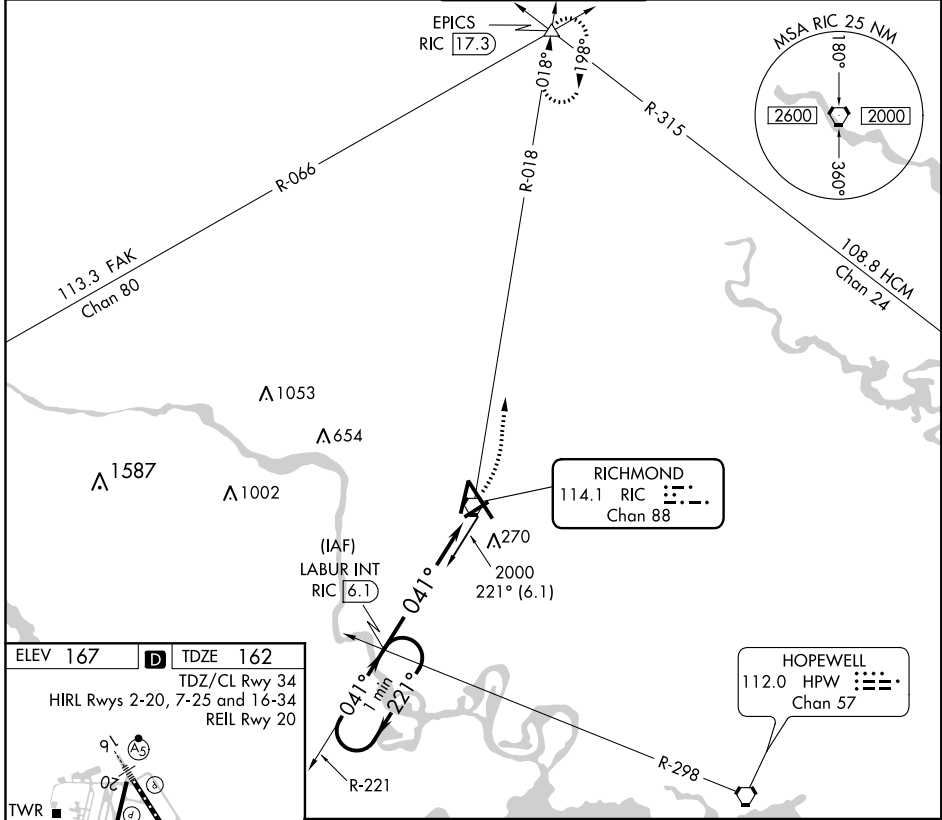 EPICS
RIC 17.3
018°
198°
MSA RIC 25 NM
180°
2600
2000
360°
R-066
R-018
R-315
113.3 FAK
Chan 80
108.8 HCM
Chan 24
1053
654
1587
1002
RICHMOND
114.1 RIC
Chan 88
270
(IAF)
LABUR INT
RIC 6.1
041°
2000
221° (6.1)
041°
1 min
221°
R-221
R-298
HOPEWELL
112.0 HPW
Chan 57
ELEV 167 D TDZE 162
TDZ/CL Rwy 34
HIRL Rwys 2-20, 7-25 and 16-34
REIL Rwy 20
16
A5
20
P
P
TWR